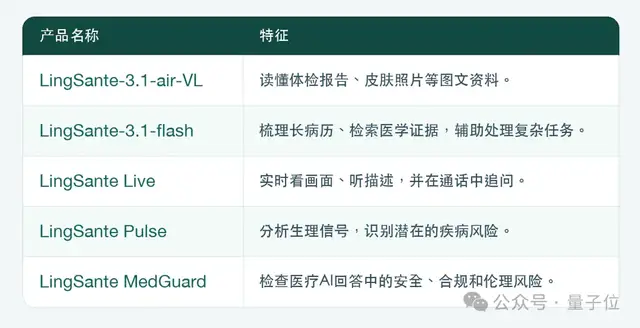 产品名称 特征
LingSante-3.1-air-VL 读懂体检报告、皮肤照片等图文资料。
LingSante-3.1-flash 梳理长病历、检索医学证据，辅助处理复杂任务。
LingSante Live 实时看画面、听描述，并在通话中追问。
LingSante Pulse 分析生理信号，识别潜在的疾病风险。
LingSante MedGuard 检查医疗AI回答中的安全、合规和伦理风险。
公众号·量子位